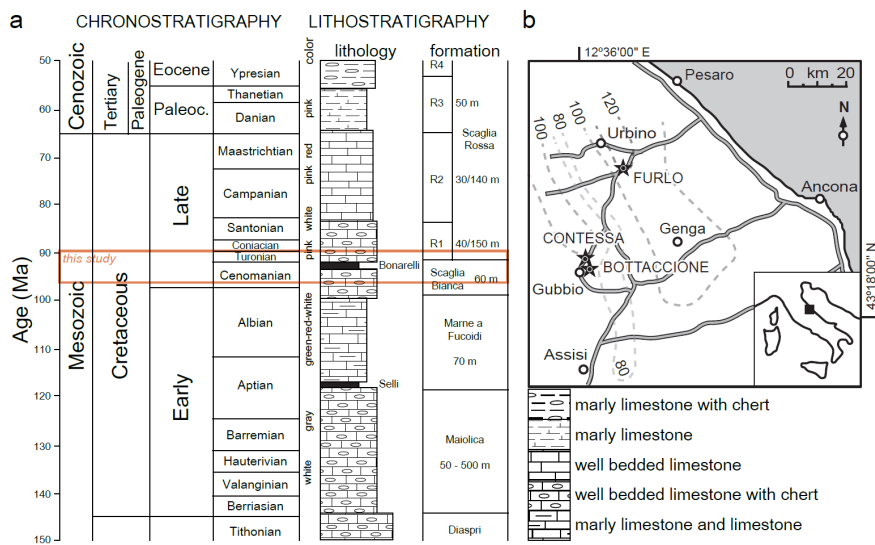 a
CHRONOSTRATIGRAPHY
LITHOSTRATIGRAPHY
color
lithology
formation
Age (Ma)
50
60
70
80
90
100
110
120
130
140
150
Cenozoic
Mesozoic
Tertiary
Cretaceous
Paleogene
Eocene
Paleoc.
Late
Early
Ypresian
Thanetian
Danian
Maastrichtian
Campanian
Santonian
Coniacian
Turonian
Cenomanian
Albian
Aptian
Barremian
Hauterivian
Valanginian
Berriasian
Tithonian
this study
pink
red
pink
white
pink
green-red-white
gray
white
Bonarelli
Selli
R4
R3
50 m
Scaglia
Rossa
R2
30/140 m
R1
40/150 m
Scaglia
Bianca
60 m
Marne a
Fucoidi
70 m
Maiolica
50 - 500 m
Diaspri
b
12°36'00" E
43°18'00" N
0 km 20
N
Pesaro
100
80
100
120
Urbino
FURLO
Ancona
Genga
CONTESSA
BOTTACCIONE
Gubbio
Assisi
80
marly limestone with chert
marly limestone
well bedded limestone
well bedded limestone with chert
marly limestone and limestone